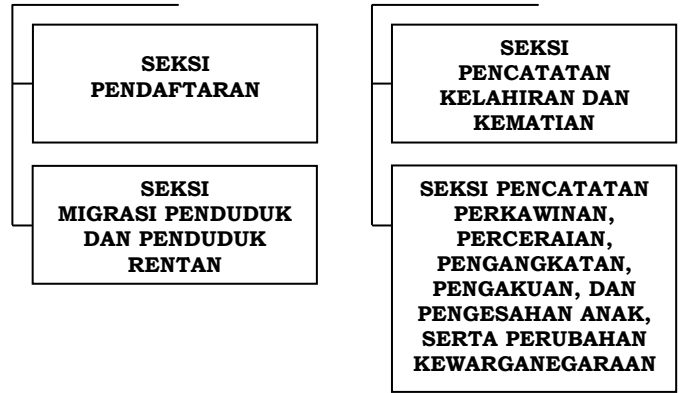 SEKSI
PENDAFTARAN
SEKSI
MIGRASI PENDUDUK
DAN PENDUDUK
RENTAN
SEKSI
PENCATATAN
KELAHIRAN DAN
KEMATIAN
SEKSI PENCATATAN
PERKAWINAN,
PERCERAIAN,
PENGANGKATAN,
PENGAKUAN, DAN
PENGESAHAN ANAK,
SERTA PERUBAHAN
KEWARGANEGARAAN